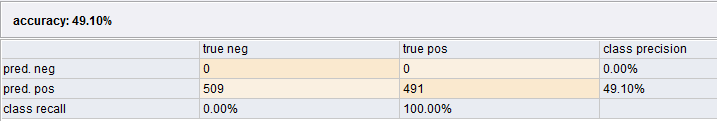 accuracy: 49.10%
true neg true pos class precision
pred. neg 0 0 0.00%
pred. pos 509 491 49.10%
class recall 0.00% 100.00%